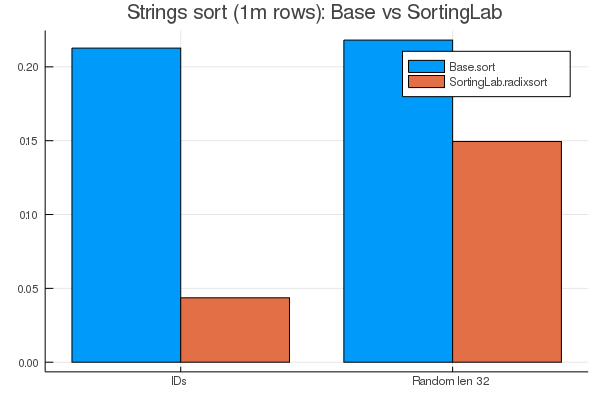 Strings sort (1m rows): Base vs SortingLab
Base.sort
SortingLab.radixsort
0.20
0.15
0.10
0.05
0.00
IDs
Random len 32